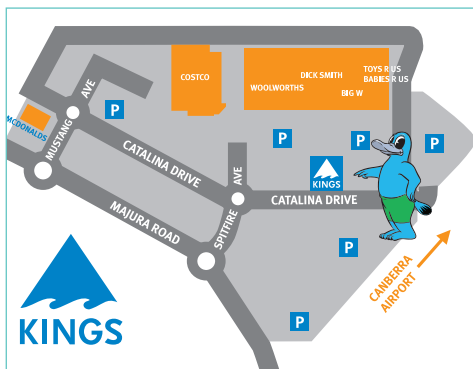 COSTCO
TOYS R US
BABIES R US
DICK SMITH
WOOLWORTHS
BIG W
AVE
P
MCDONALDS
MUSTANG
P
P
P
CATALINA DRIVE
AVE
KINGS
CATALINA DRIVE
MAJURA ROAD
SPITFIRE
P
CANBERRA
AIRPORT
P
KINGS